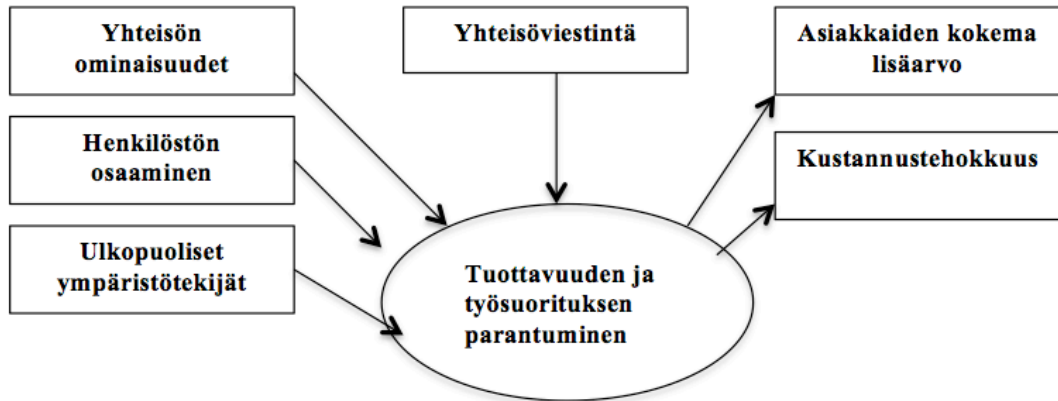 Yhteisön
ominaisuudet
Henkilöstön
osaaminen
Ulkopuoliset
ympäristötekijät
Yhteisöviestintä
Tuottavuuden ja
työsuorituksen
parantuminen
Asiakkaiden kokema
lisäarvo
Kustannustehokkuus